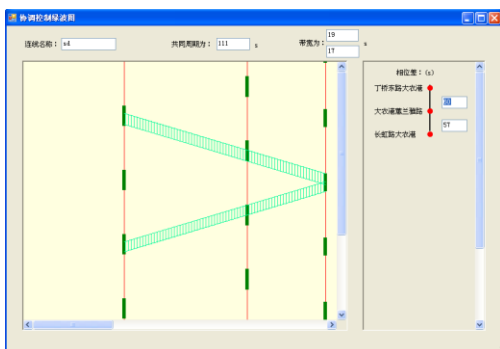 协调控制绿波图
连线名称： x4
共同周期为： 111 s
带宽为： 19
17 s
相位差：(s)
丁桥东路大农港
大农港蕙兰雅路
57
长虹路大农港